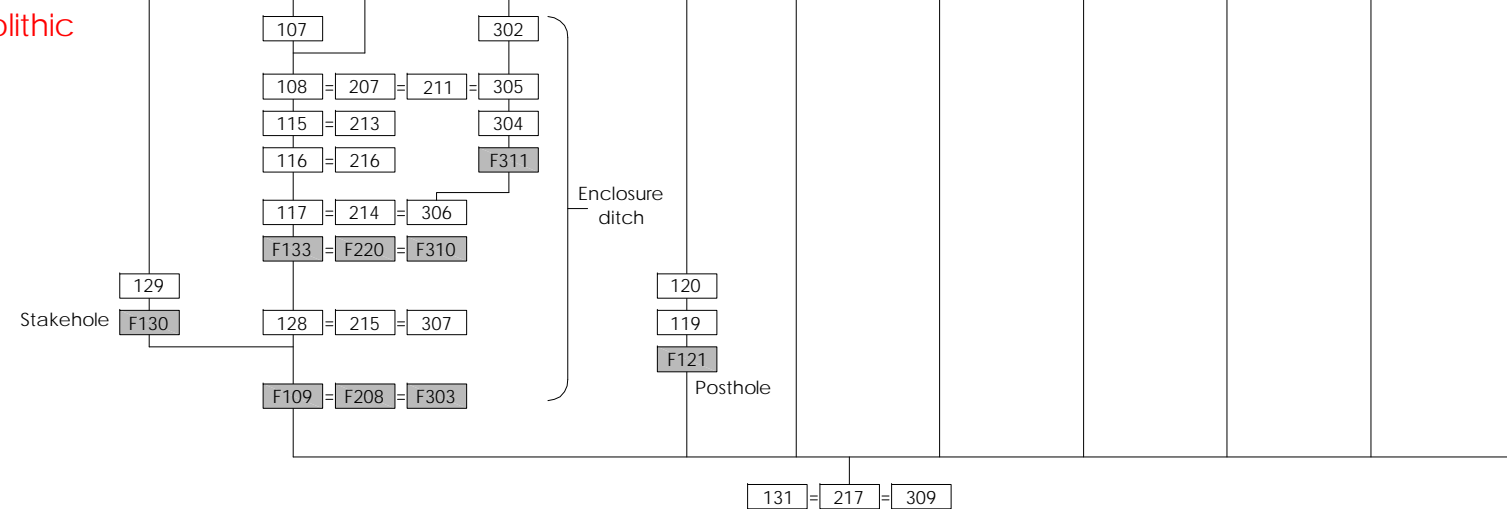 olithic
107 302
108 = 207 = 211 = 305
115 = 213 304
116 = 216 F311
Enclosure
ditch
117 = 214 = 306
F133 = F220 = F310
129 120
Stakehole F130 128 = 215 = 307 119
F121
Posthole
F109 = F208 = F303
131 = 217 = 309